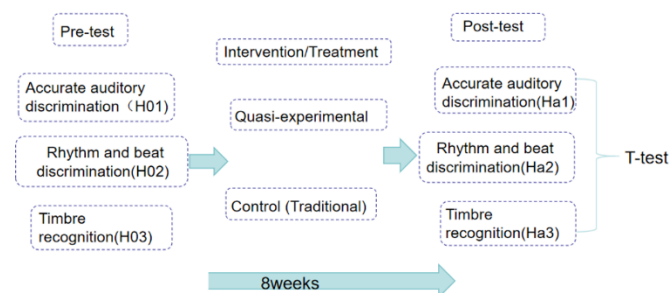 Pre-test
Accurate auditory
discrimination（H01)
Rhythm and beat
discrimination(H02)
Timbre
recognition(H03)
Intervention/Treatment
Quasi-experimental
Control (Traditional)
Post-test
Accurate auditory
discrimination(Ha1)
Rhythm and beat
discrimination(Ha2)
Timbre
recognition(Ha3)
T-test
8weeks